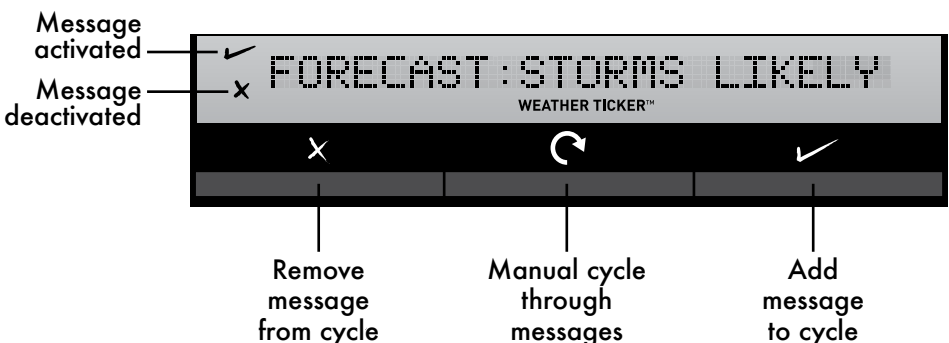 Message
activated
Message
deactivated
FORECAST:STORMS LIKELY
WEATHER TICKER™
Remove
message
from cycle
Manual cycle
through
messages
Add
message
to cycle